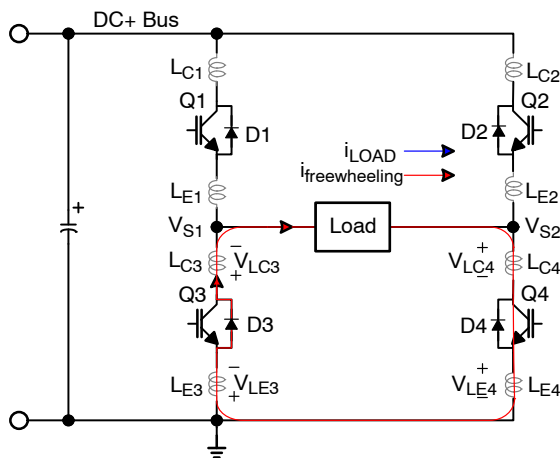 DC+ Bus
LC1
LC2
Q1
Q2
D1
D2
iLOAD
ifreewheeling
LE1
LE2
VS1
Load
VS2
LC3
− VLC3 +
+ VLC4 −
LC4
Q3
Q4
D3
D4
LE3
− VLE3 +
+ VLE4 −
LE4
+